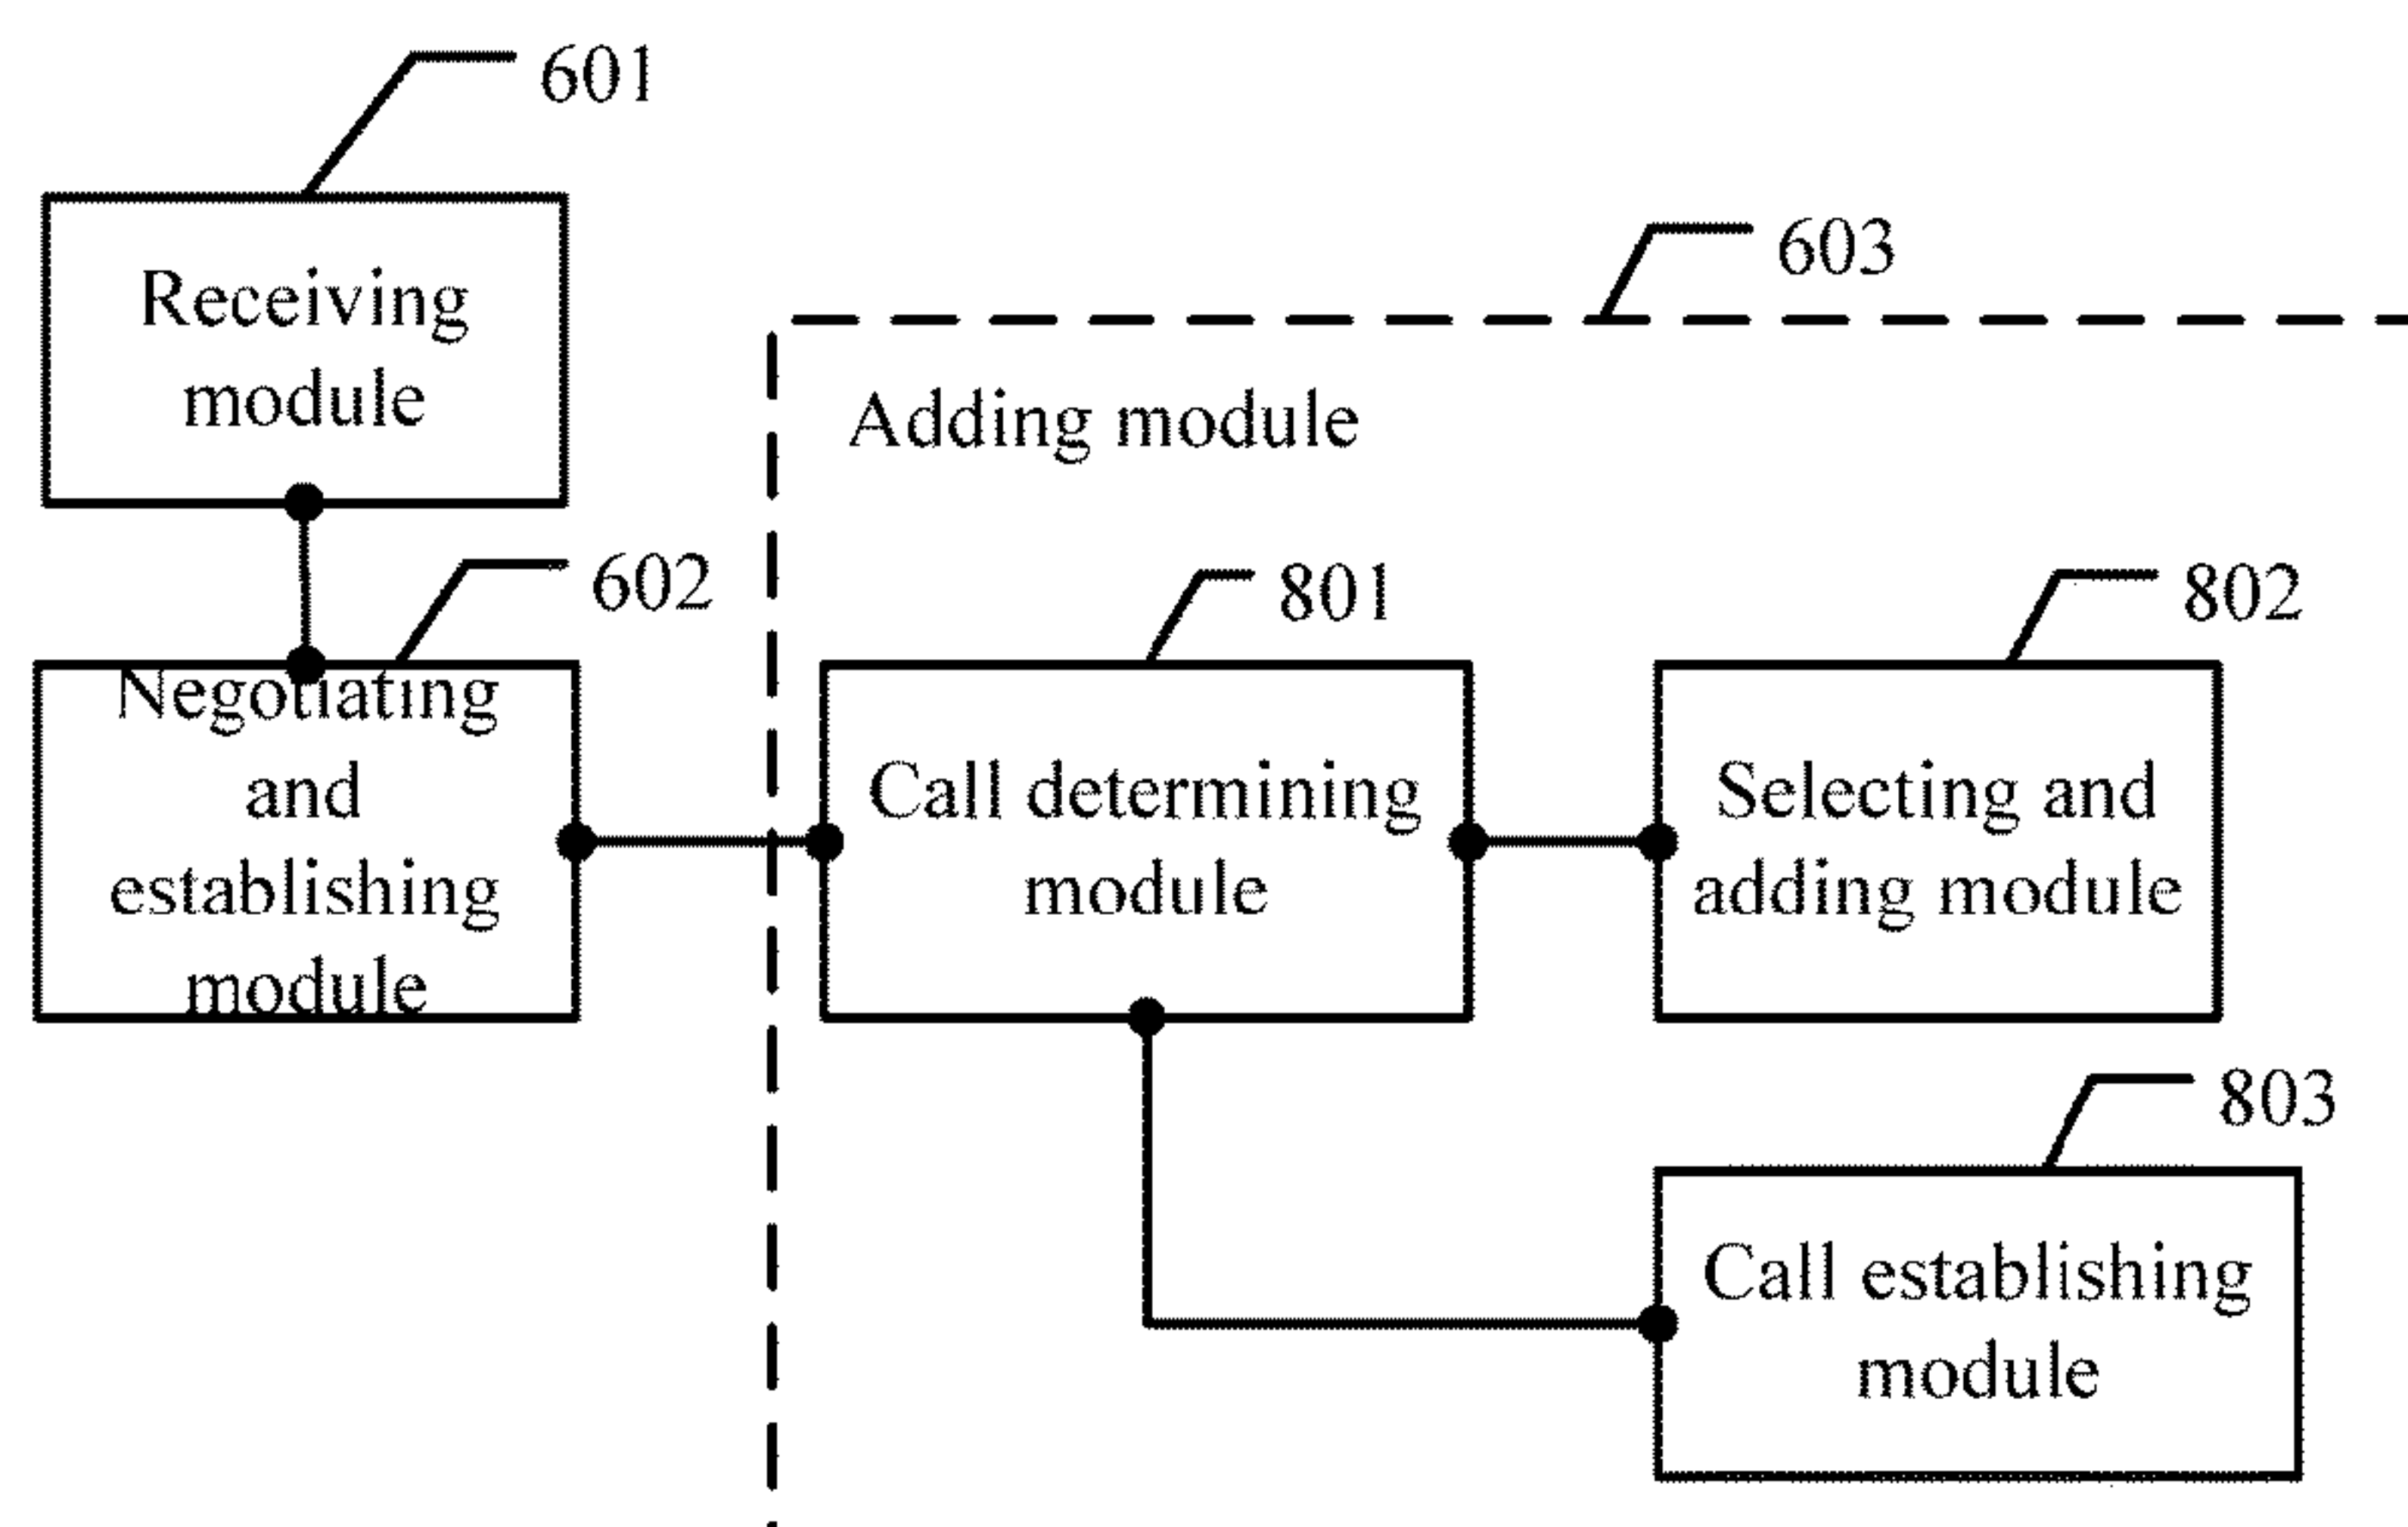 601
Receiving
module
603
Adding module
602
Negotiating
and
establishing
module
801
Call determining
module
802
Selecting and
adding module
803
Call establishing
module